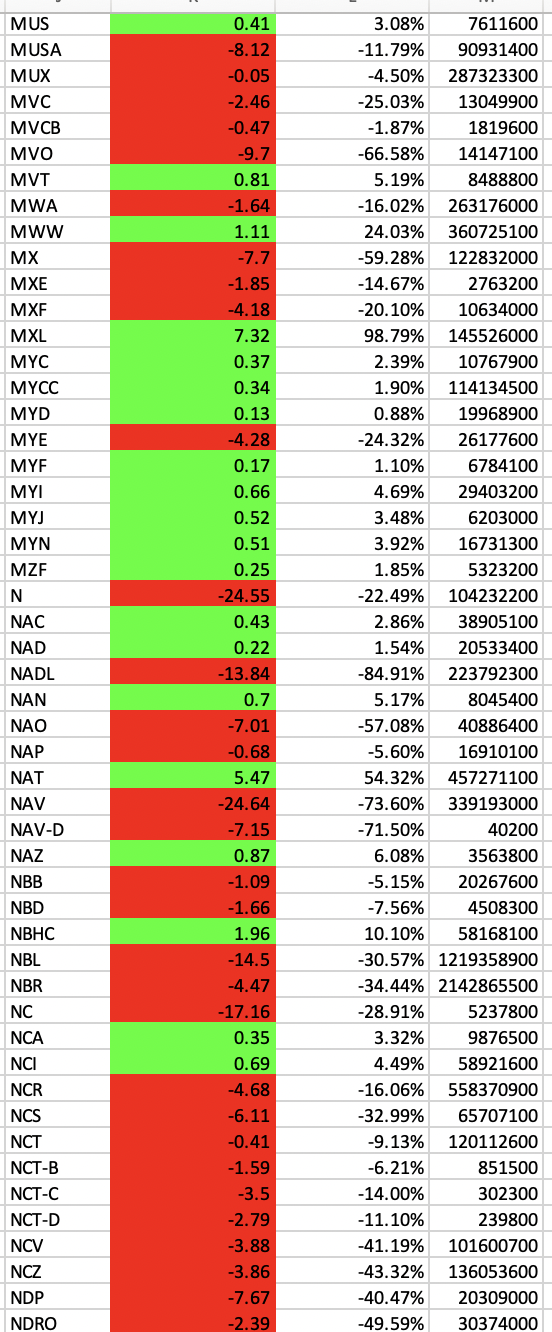 MUS 0.41 3.08% 7611600
MUSA -8.12 -11.79% 90931400
MUX -0.05 -4.50% 287323300
MVC -2.46 -25.03% 13049900
MVCB -0.47 -1.87% 1819600
MVO -9.7 -66.58% 14147100
MVT 0.81 5.19% 8488800
MWA -1.64 -16.02% 263176000
MWW 1.11 24.03% 360725100
MX -7.7 -59.28% 122832000
MXE -1.85 -14.67% 2763200
MXF -4.18 -20.10% 10634000
MXL 7.32 98.79% 145526000
MYC 0.37 2.39% 10767900
MYCC 0.34 1.90% 114134500
MYD 0.13 0.88% 19968900
MYE -4.28 -24.32% 26177600
MYF 0.17 1.10% 6784100
MYI 0.66 4.69% 29403200
MYJ 0.52 3.48% 6203000
MYN 0.51 3.92% 16731300
MZF 0.25 1.85% 5323200
N -24.55 -22.49% 104232200
NAC 0.43 2.86% 38905100
NAD 0.22 1.54% 20533400
NADL -13.84 -84.91% 223792300
NAN 0.7 5.17% 8045400
NAO -7.01 -57.08% 40886400
NAP -0.68 -5.60% 16910100
NAT 5.47 54.32% 457271100
NAV -24.64 -73.60% 339193000
NAV-D -7.15 -71.50% 40200
NAZ 0.87 6.08% 3563800
NBB -1.09 -5.15% 20267600
NBD -1.66 -7.56% 4508300
NBHC 1.96 10.10% 58168100
NBL -14.5 -30.57% 1219358900
NBR -4.47 -34.44% 2142865500
NC -17.16 -28.91% 5237800
NCA 0.35 3.32% 9876500
NCI 0.69 4.49% 58921600
NCR -4.68 -16.06% 558370900
NCS -6.11 -32.99% 65707100
NCT -0.41 -9.13% 120112600
NCT-B -1.59 -6.21% 851500
NCT-C -3.5 -14.00% 302300
NCT-D -2.79 -11.10% 239800
NCV -3.88 -41.19% 101600700
NCZ -3.86 -43.32% 136053600
NDP -7.67 -40.47% 20309000
NDRO -2.39 -49.59% 30374000